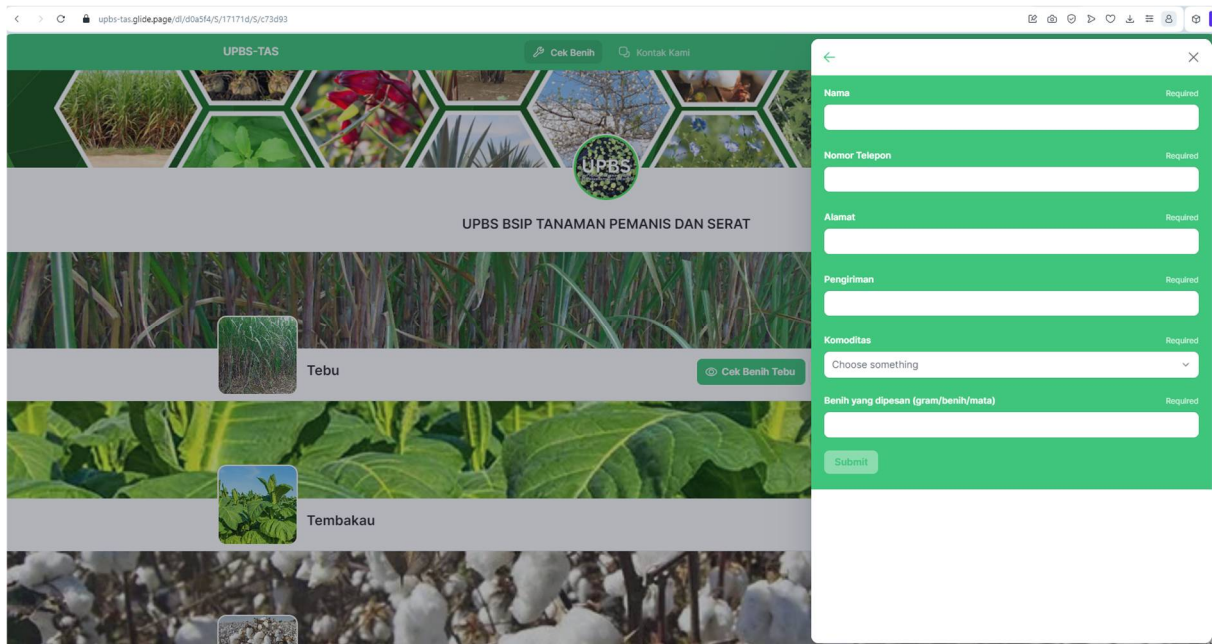 upbs-tas.glide.page/dl/d0a5f4/S/17171d/S/c73d93
UPBS-TAS
Cek Benih
Kontak Kami
UPBS
UPBS BSIP TANAMAN PEMANIS DAN SERAT
Tebu
Cek Benih Tebu
Tembakau
Nama Required
Nomor Telepon Required
Alamat Required
Pengiriman Required
Komoditas Required
Choose something
Benih yang dipesan (gram/benih/mata) Required
Submit